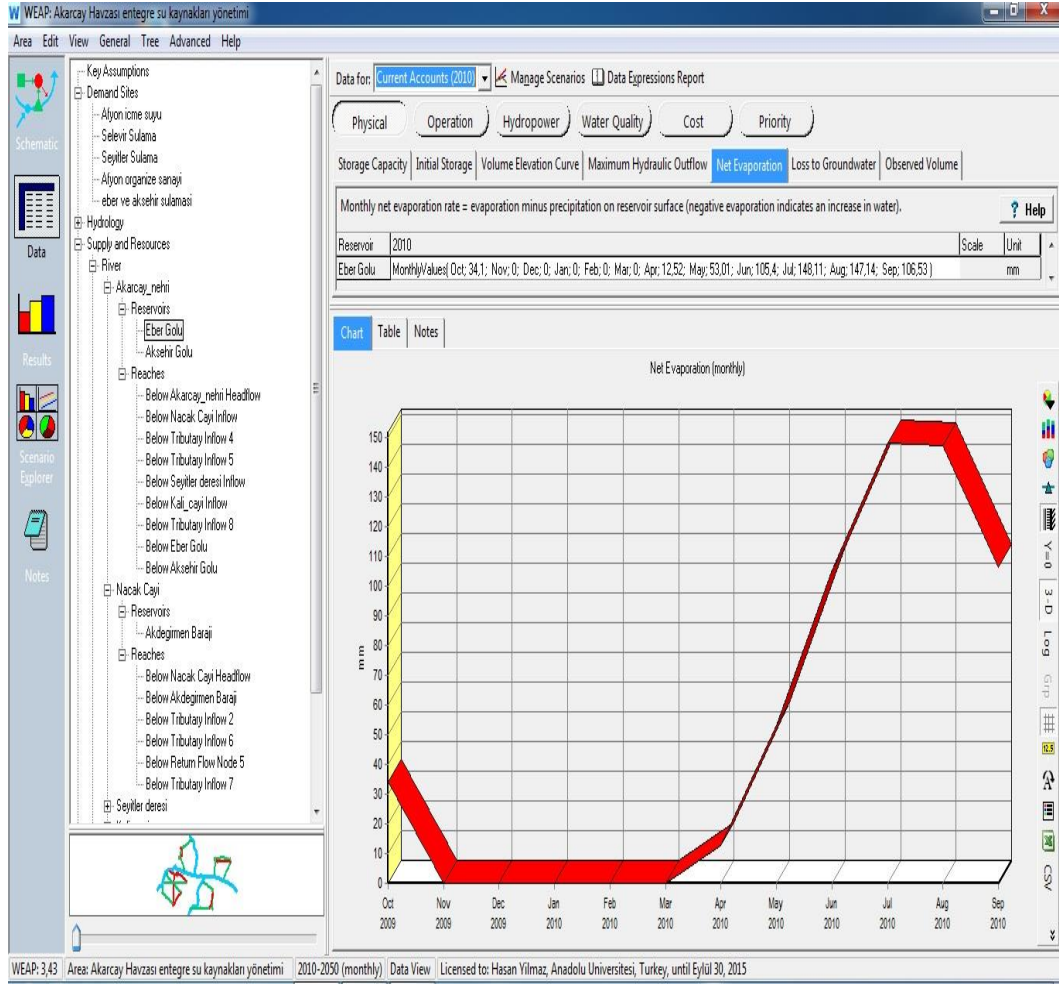 WEAP: Akarcay Havzası entegre su kaynakları yönetimi
Area Edit View General Tree Advanced Help
Schematic
Data
Results
Scenario
Explorer
Notes
Key Assumptions
Demand Sites
Afyon icme suyu
Selevir Sulama
Seyitler Sulama
Afyon organize sanayi
eber ve aksehir sulamasi
Hydrology
Supply and Resources
River
Akarcay_nehri
Reservoirs
Eber Golu
Aksehir Golu
Reaches
Below Akarcay_nehri Headflow
Below Nacak Cayi Inflow
Below Tributary Inflow 4
Below Tributary Inflow 5
Below Seyitler deresi Inflow
Below Kali_cayi Inflow
Below Tributary Inflow 8
Below Eber Golu
Below Aksehir Golu
Nacak Cayi
Reservoirs
Akdegirmen Baraji
Reaches
Below Nacak Cayi Headflow
Below Akdegirmen Baraji
Below Tributary Inflow 2
Below Tributary Inflow 6
Below Return Flow Node 5
Below Tributary Inflow 7
Seyitler deresi
Data for: Current Accounts (2010) Manage Scenarios Data Expressions Report
Physical Operation Hydropower Water Quality Cost Priority
Storage Capacity Initial Storage Volume Elevation Curve Maximum Hydraulic Outflow Net Evaporation Loss to Groundwater Observed Volume
Monthly net evaporation rate = evaporation minus precipitation on reservoir surface (negative evaporation indicates an increase in water). ? Help
Reservoir 2010 Scale Unit
Eber Golu MonthlyValues( Oct; 34,1; Nov; 0; Dec; 0; Jan; 0; Feb; 0; Mar; 0; Apr; 12,52; May; 53,01; Jun; 105,4; Jul; 148,11; Aug; 147,14; Sep; 106,53 ) mm
Chart Table Notes
Net Evaporation (monthly)
150
140
130
120
110
100
90
80
70
60
50
40
30
20
10
0
mm
Oct Nov Dec Jan Feb Mar Apr May Jun Jul Aug Sep
2009 2009 2009 2010 2010 2010 2010 2010 2010 2010 2010 2010
Y=0
3-D
Log
Grp
12.5
CSV
WEAP: 3,43 Area: Akarcay Havzası entegre su kaynakları yönetimi 2010-2050 (monthly) Data View Licensed to: Hasan Yilmaz, Anadolu Universitesi, Turkey, until Eylül 30, 2015